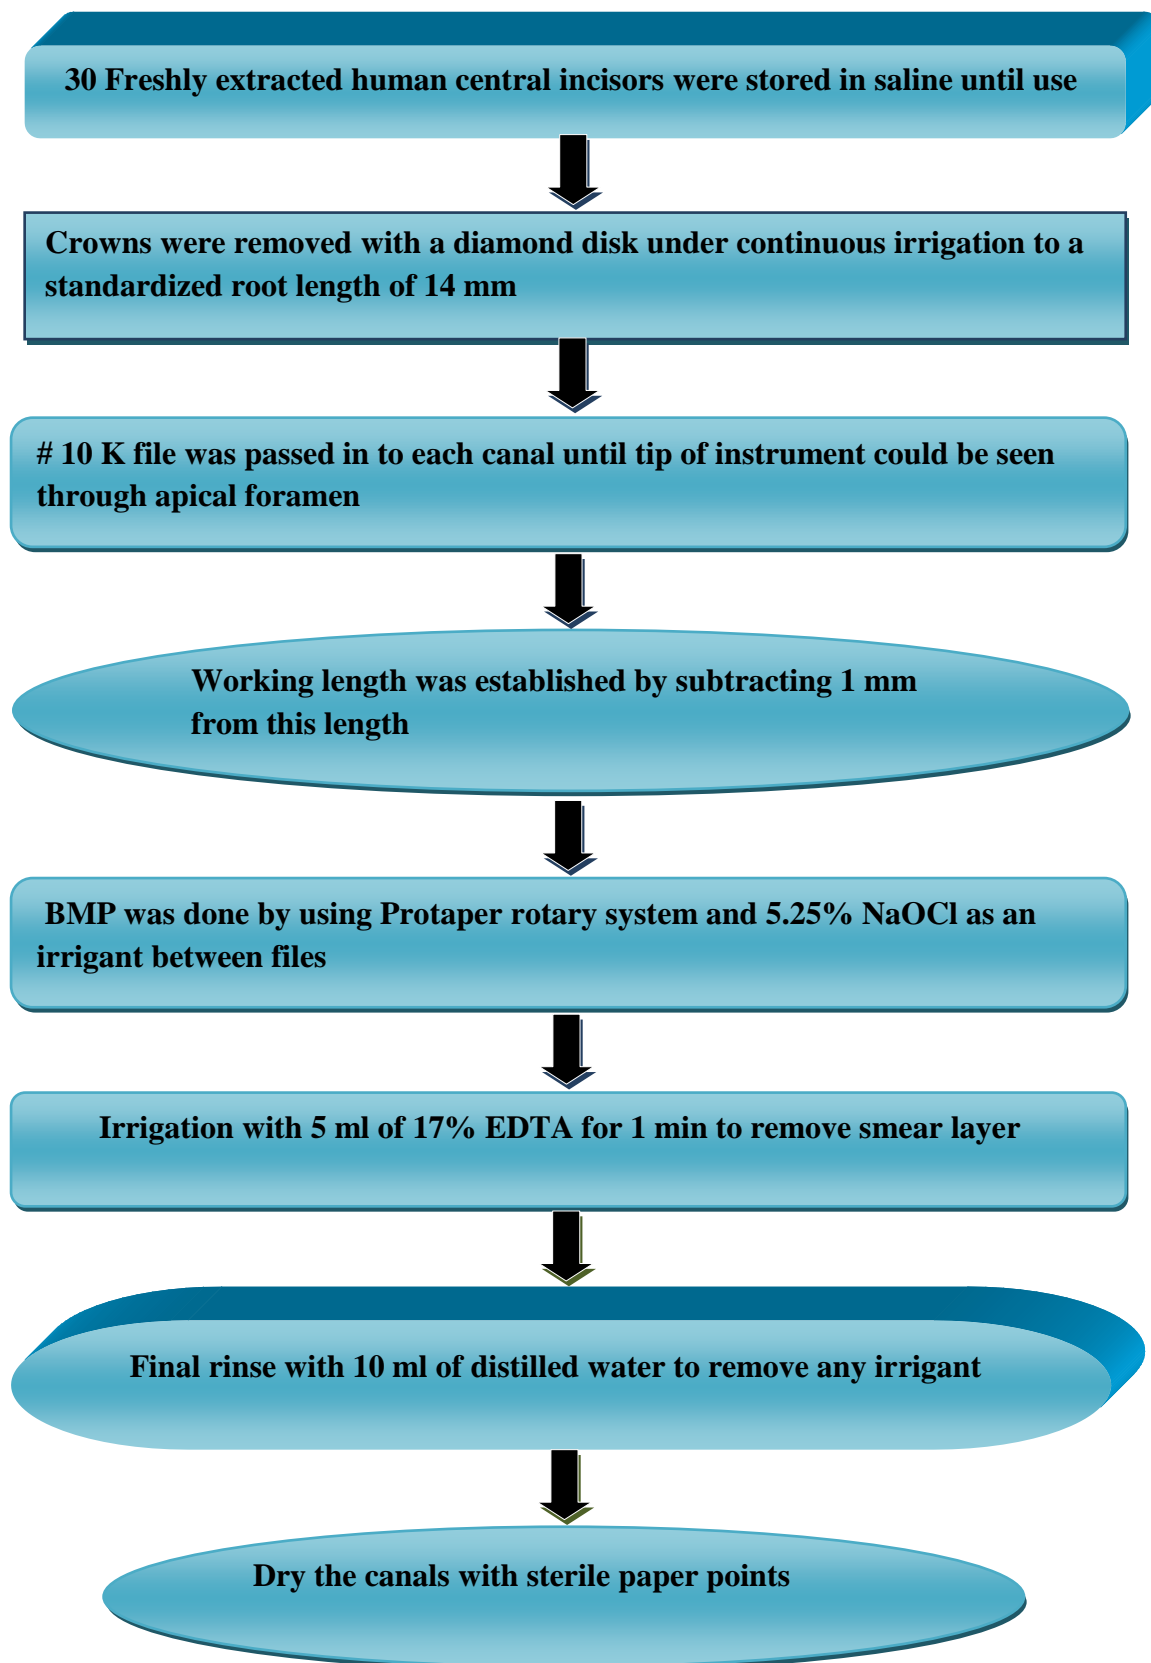 30 Freshly extracted human central incisors were stored in saline until use
Crowns were removed with a diamond disk under continuous irrigation to a
standardized root length of 14 mm
# 10 K file was passed in to each canal until tip of instrument could be seen
through apical foramen
Working length was established by subtracting 1 mm
from this length
BMP was done by using Protaper rotary system and 5.25% NaOCl as an
irrigant between files
Irrigation with 5 ml of 17% EDTA for 1 min to remove smear layer
Final rinse with 10 ml of distilled water to remove any irrigant
Dry the canals with sterile paper points